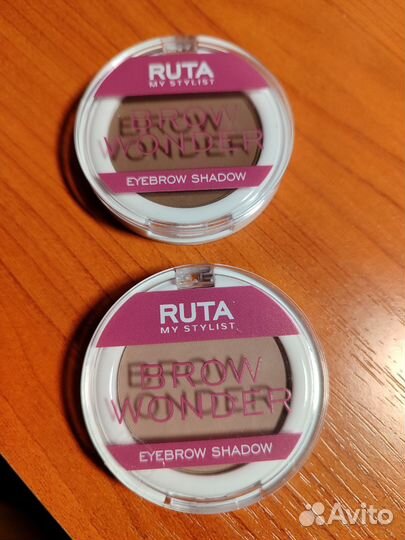 RUTA
MY STYLIST
BROW
WONDER
EYEBROW SHADOW
RUTA
MY STYLIST
BROW
WONDER
EYEBROW SHADOW
Avito